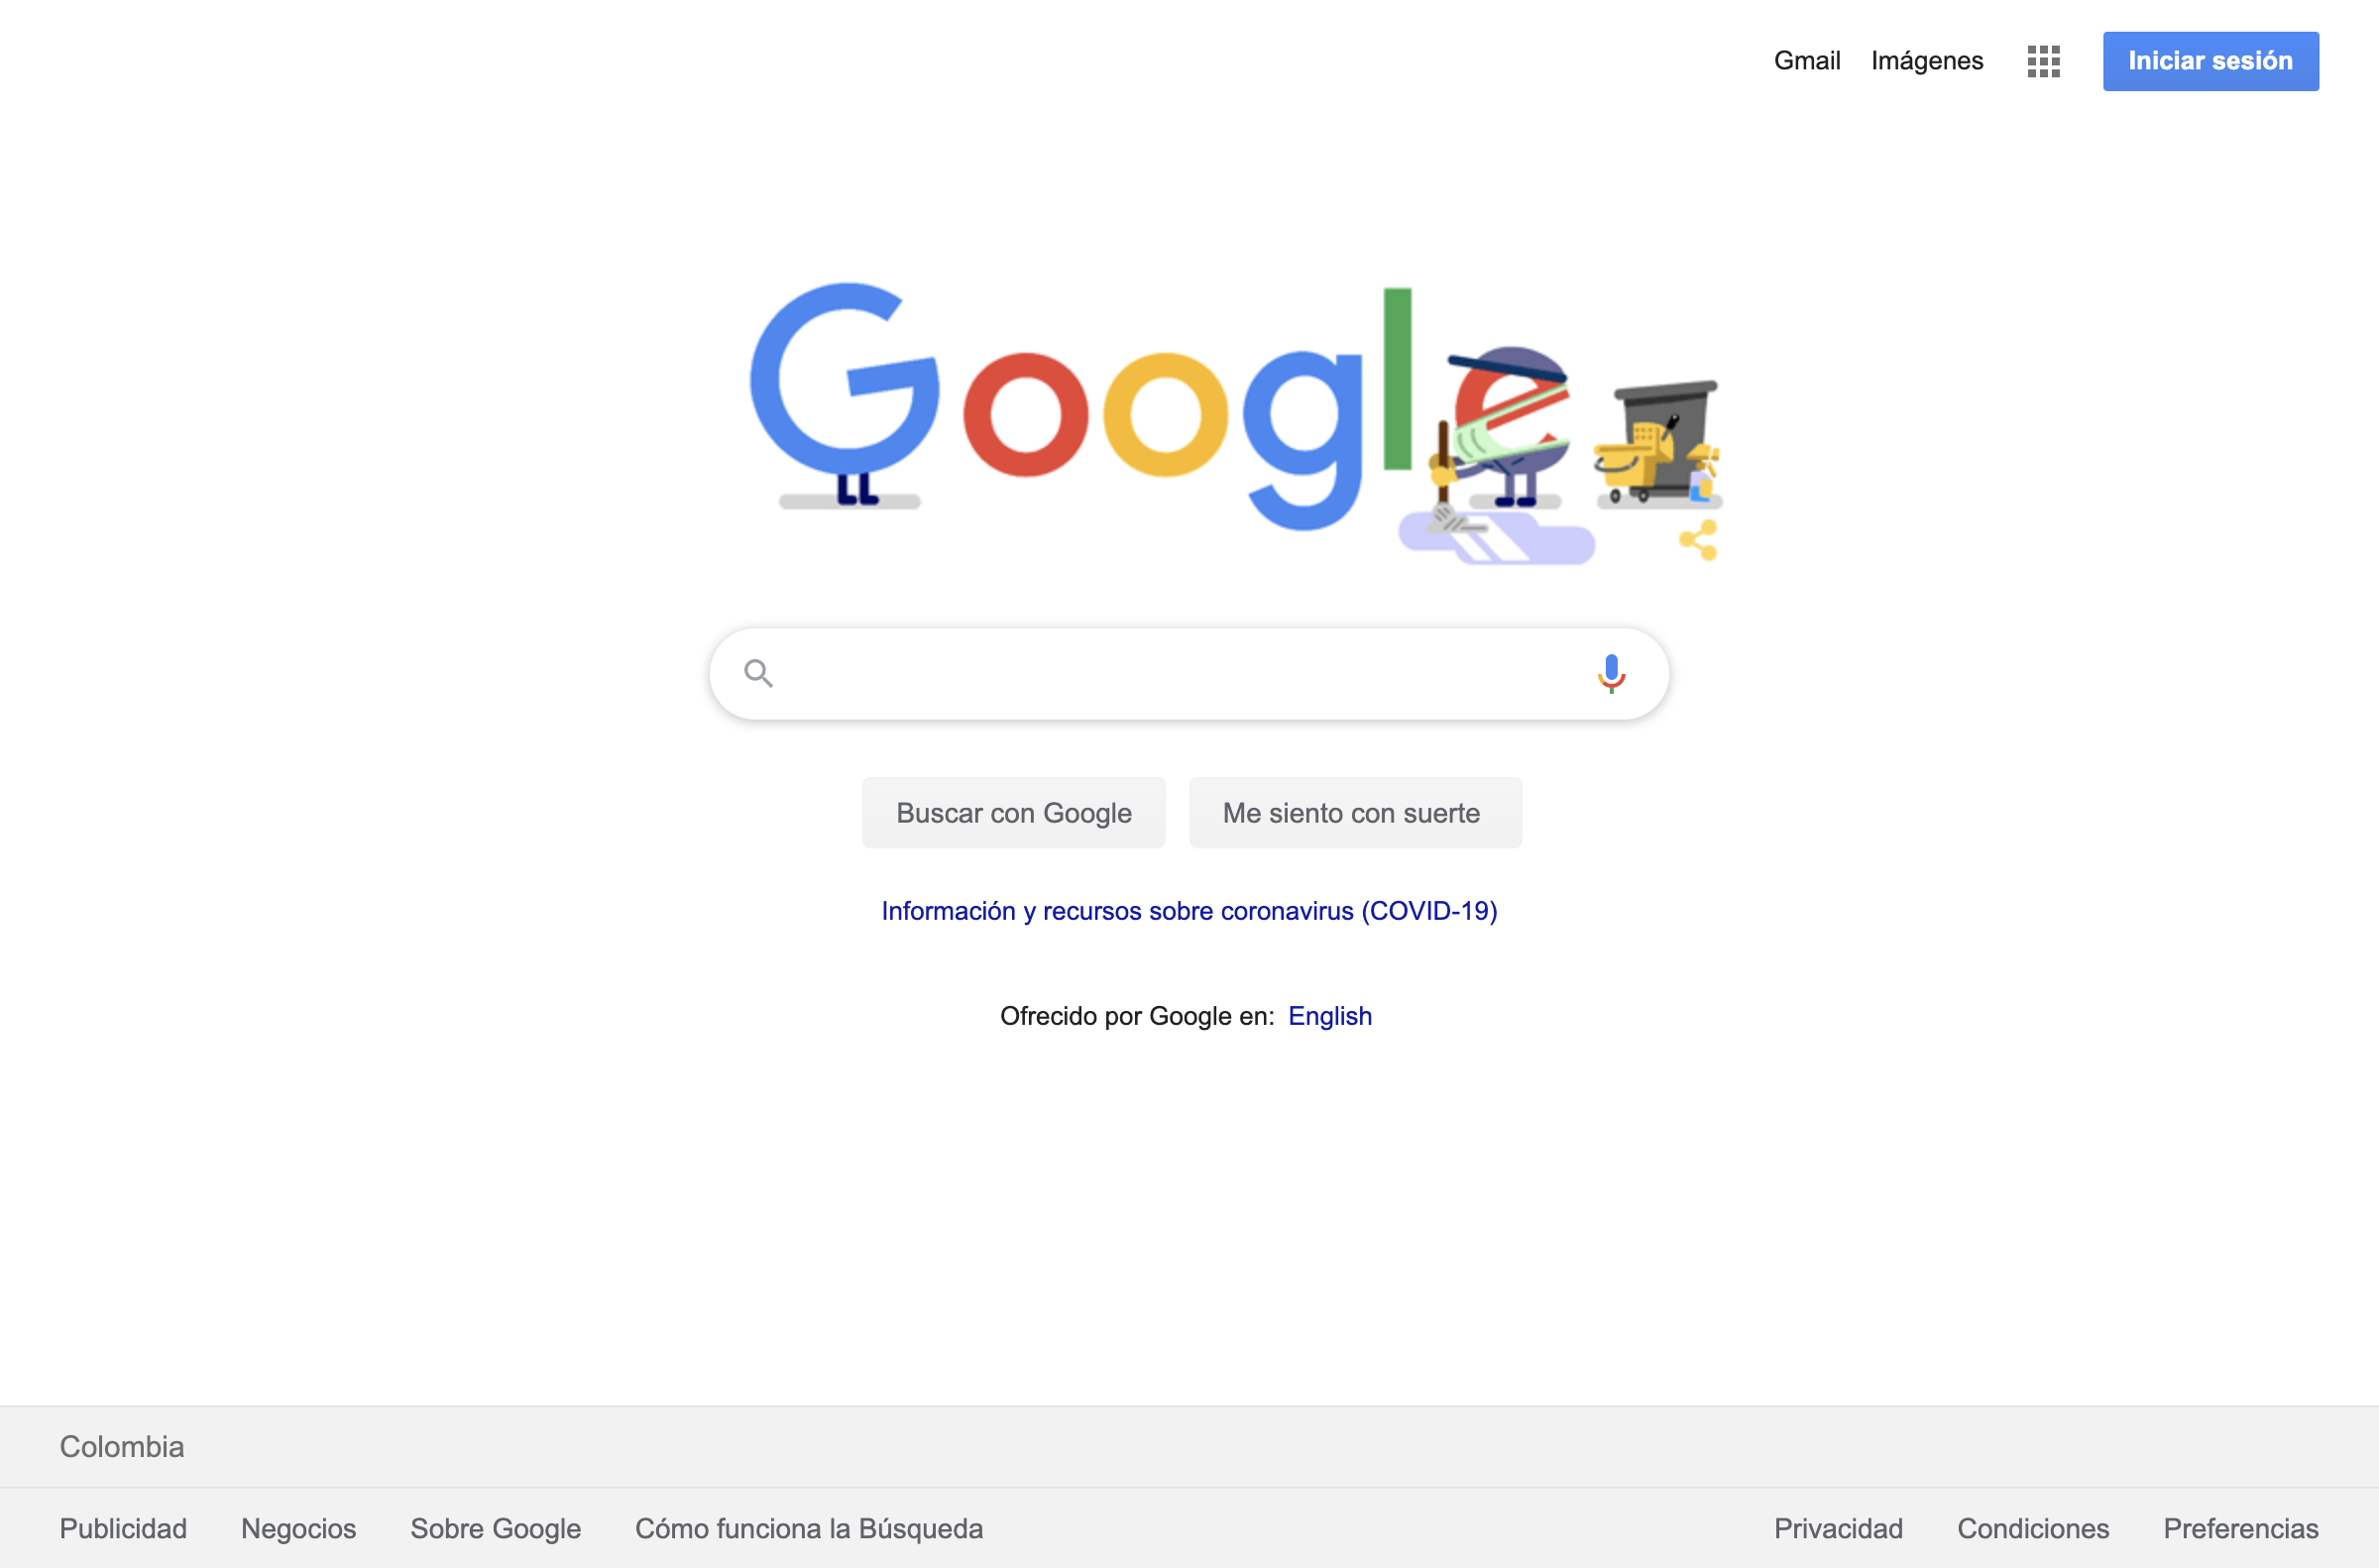 Gmail Imágenes Iniciar sesión
Google
Buscar con Google Me siento con suerte
Información y recursos sobre coronavirus (COVID-19)
Ofrecido por Google en: English
Colombia
Publicidad Negocios Sobre Google Cómo funciona la Búsqueda Privacidad Condiciones Preferencias